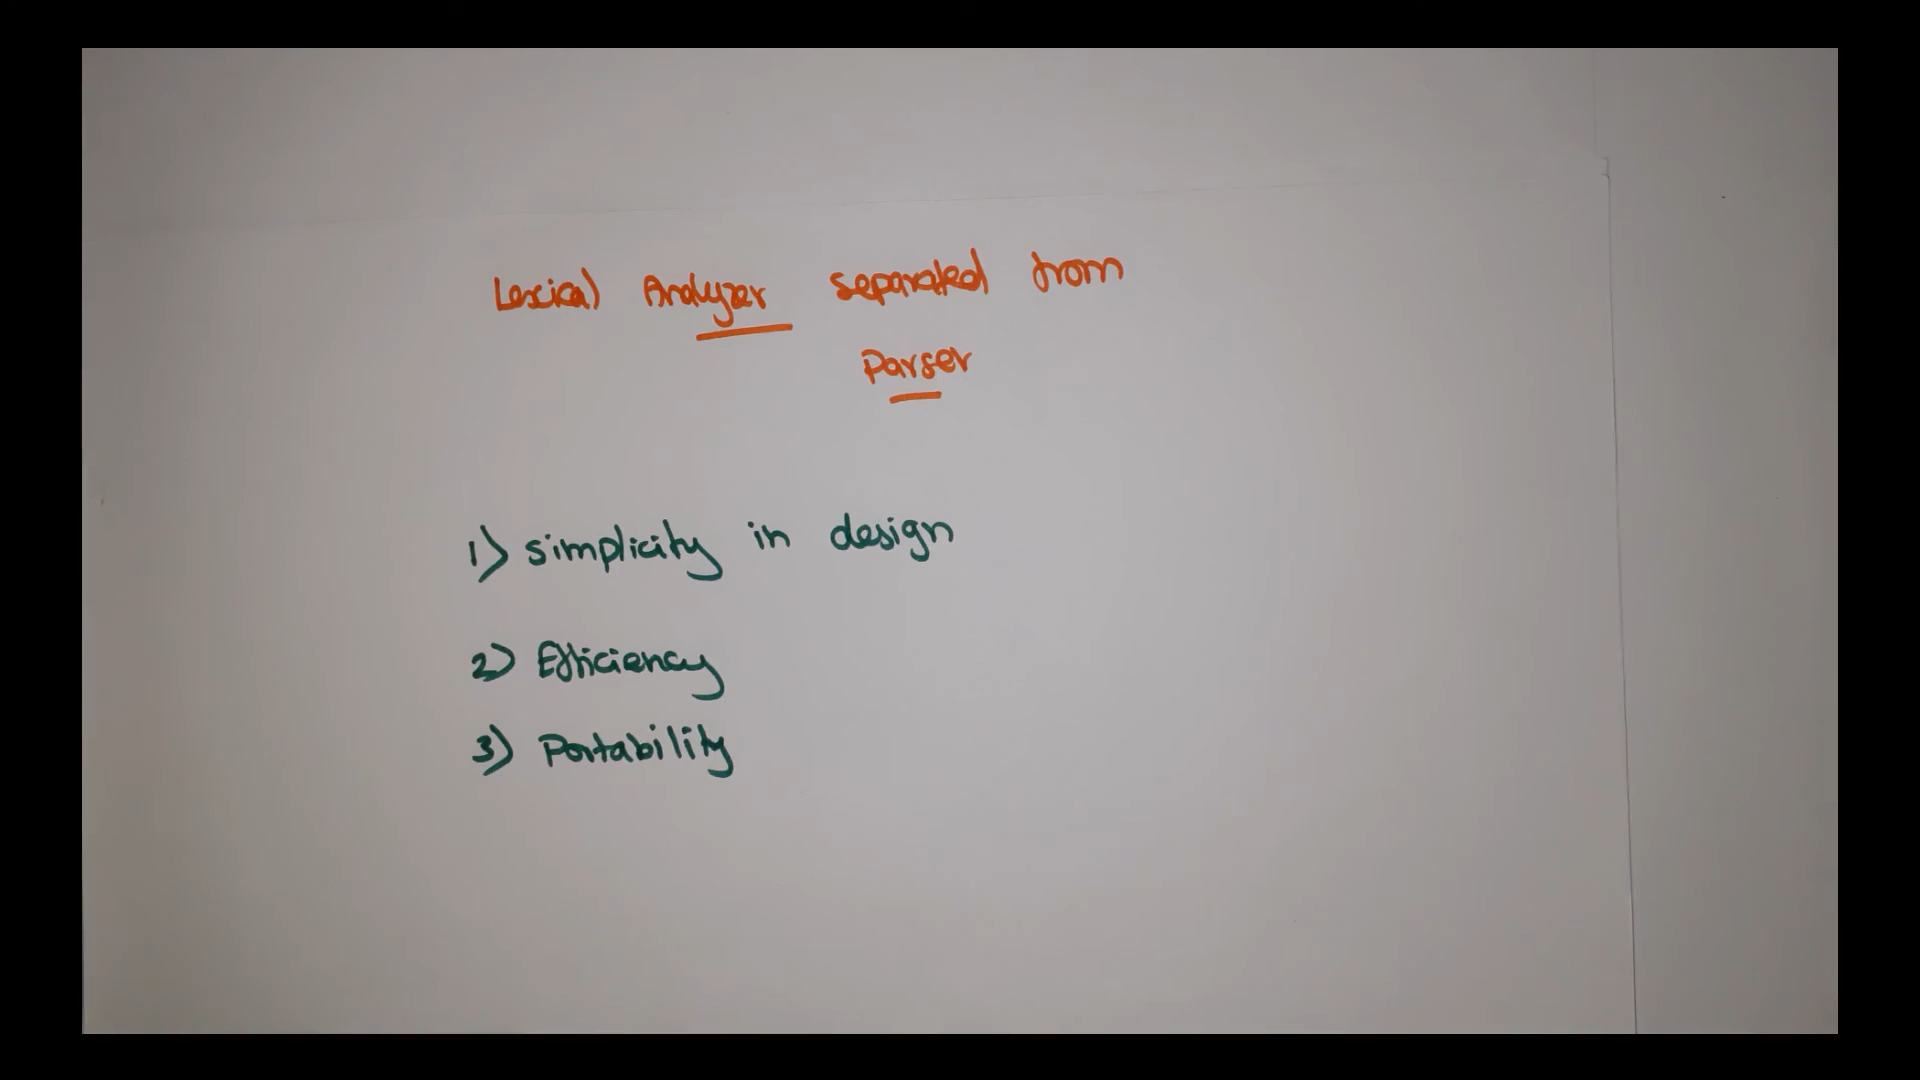 Lexical Analyzer separated from
Parser
1) simplicity in design
2) Efficiency
3) Portability